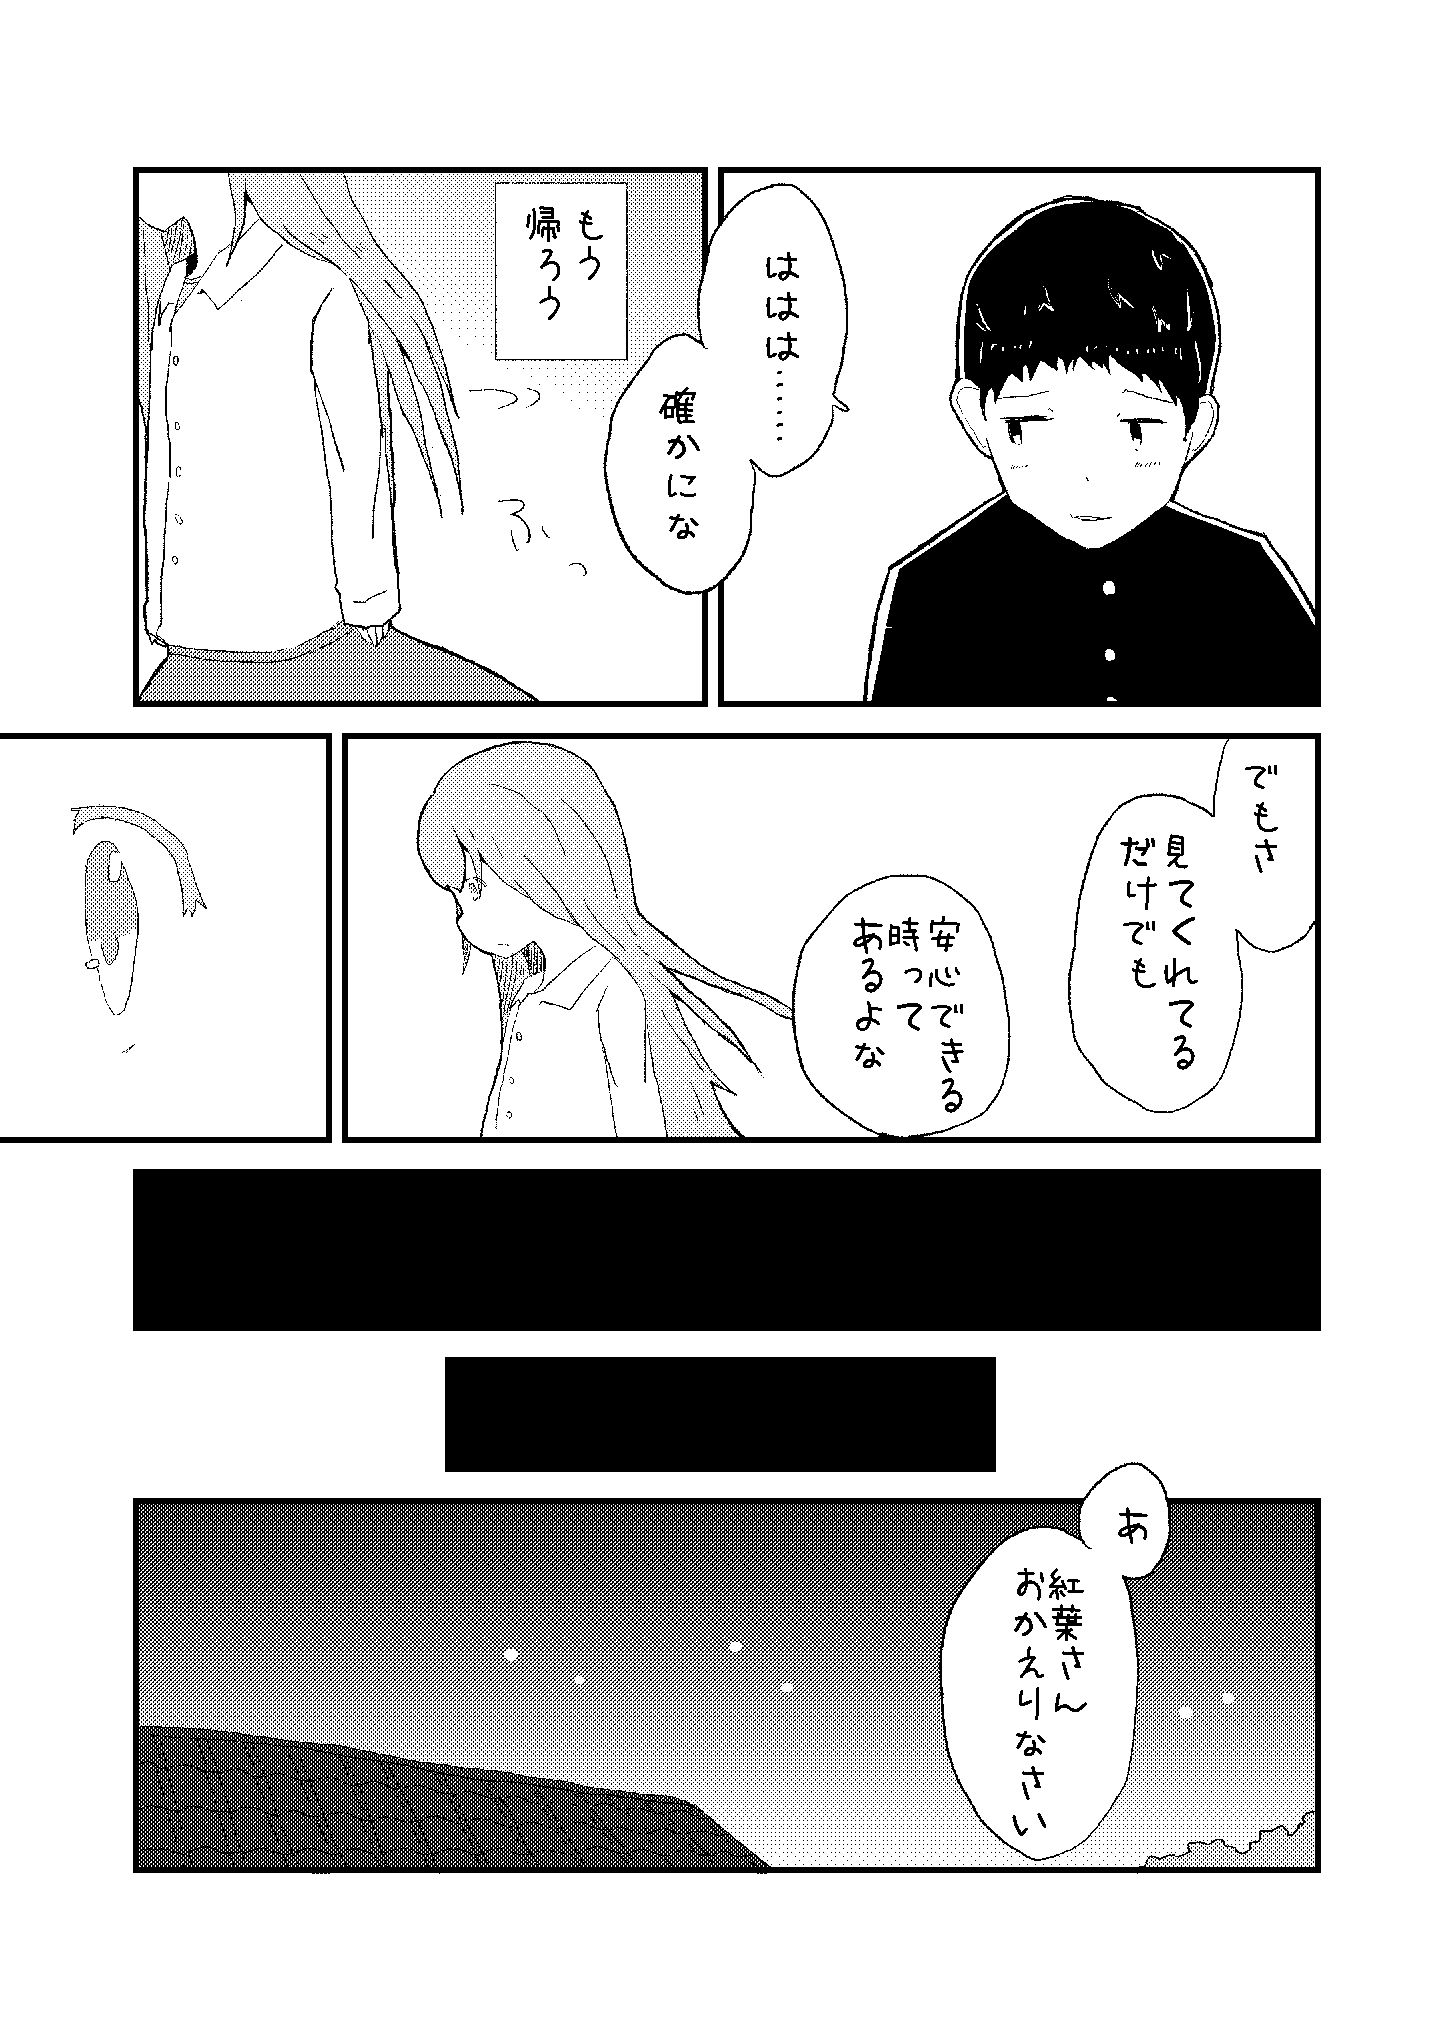 ははは……
確かにな
もう
帰ろう
ふ
でもさ
見てくれてる
だけでも
安心できる
時って
あるよな
あ
紅葉さん
おかえりなさい